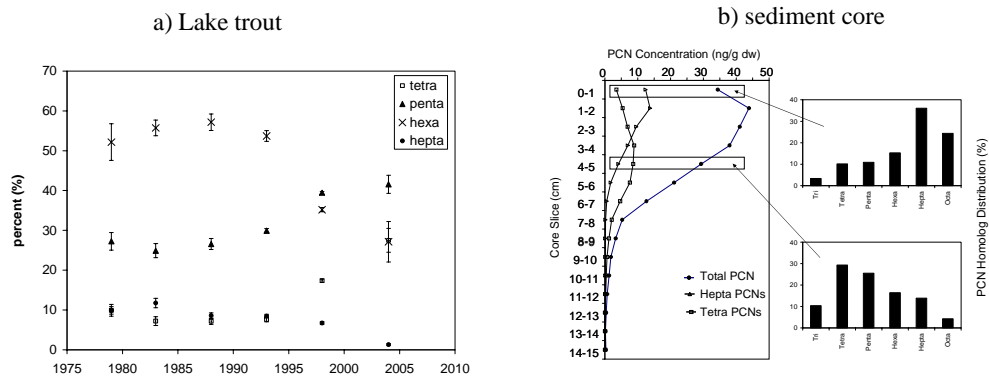 a) Lake trout
b) sediment core
70
60
50
40
30
20
10
0
percent (%)
1975 1980 1985 1990 1995 2000 2005 2010
tetra
penta
hexa
hepta
PCN Concentration (ng/g dw)
0 10 20 30 40 50
Core Slice (cm)
0-1
1-2
2-3
3-4
4-5
5-6
6-7
7-8
8-9
9-10
10-11
11-12
12-13
13-14
14-15
Total PCN
Hepta PCNs
Tetra PCNs
40
30
20
10
0
Tri Tetra Penta Hexa Hepta Octa
40
30
20
10
0
Tri Tetra Penta Hexa Hepta Octa
PCN Homolog Distribution (%)